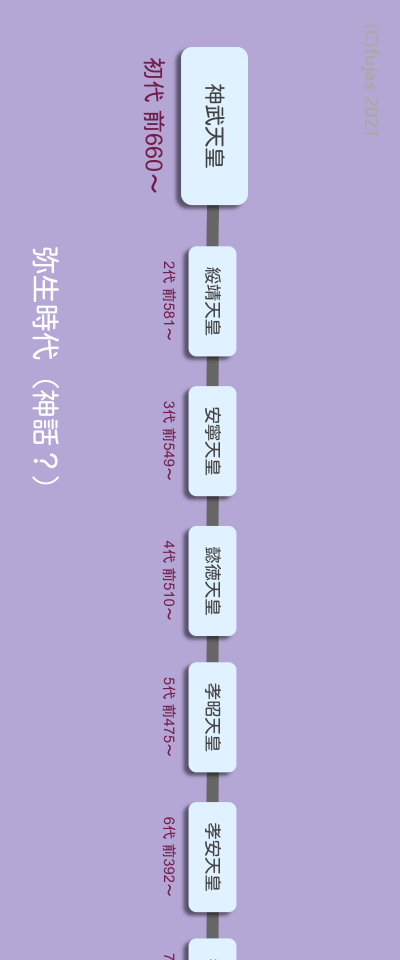 (C)fujas 2021
神武天皇
初代 前660～
綏靖天皇
2代 前581～
安寧天皇
3代 前549～
懿徳天皇
4代 前510～
孝昭天皇
5代 前475～
孝安天皇
6代 前392～
7
弥生時代（神話？）